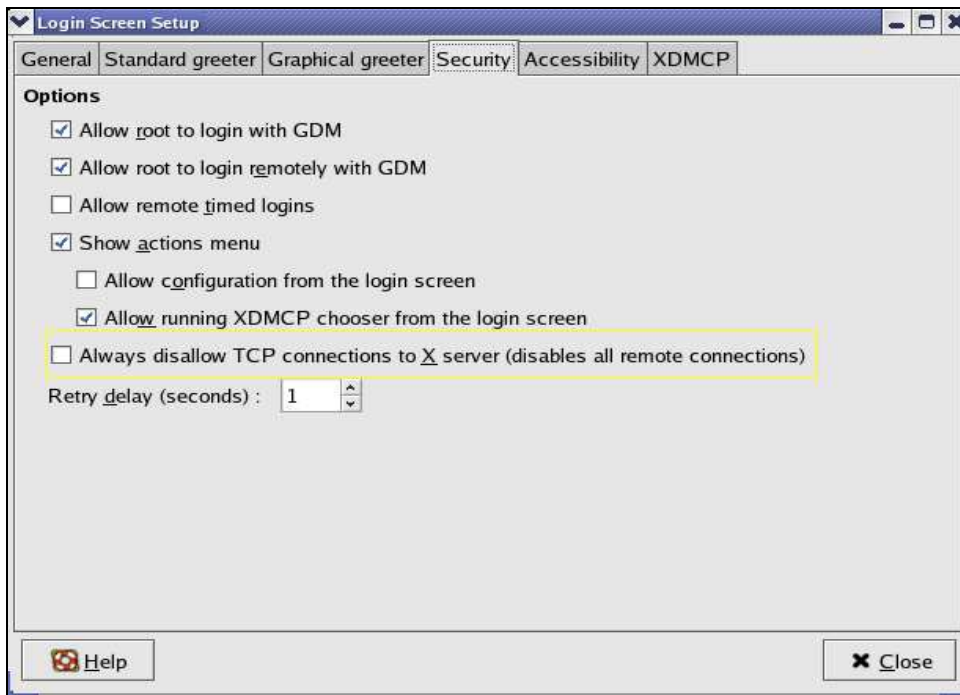 Login Screen Setup
General Standard greeter Graphical greeter Security Accessibility XDMCP
Options
Allow root to login with GDM
Allow root to login remotely with GDM
Allow remote timed logins
Show actions menu
Allow configuration from the login screen
Allow running XDMCP chooser from the login screen
Always disallow TCP connections to X server (disables all remote connections)
Retry delay (seconds) : 1
Help Close